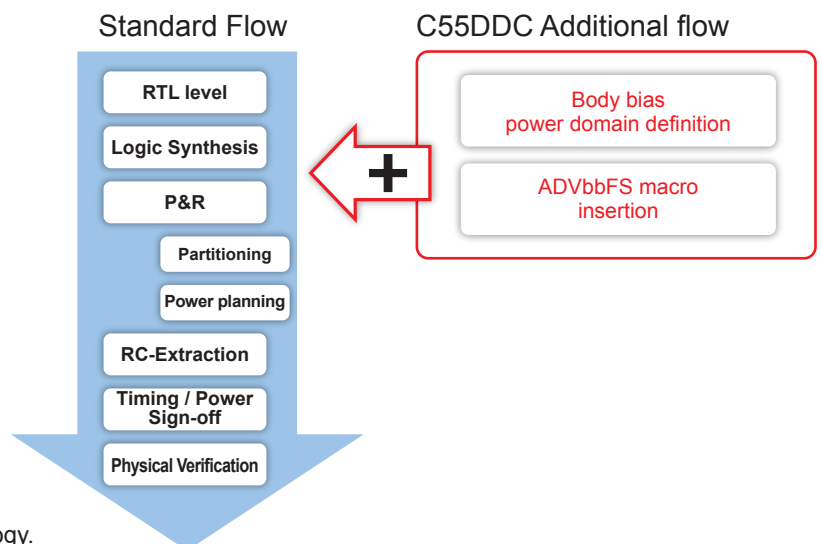 Standard Flow
RTL level
Logic Synthesis
P&R
Partitioning
Power planning
RC-Extraction
Timing / Power
Sign-off
Physical Verification
+
C55DDC Additional flow
Body bias
power domain definition
ADVbbFS macro
insertion